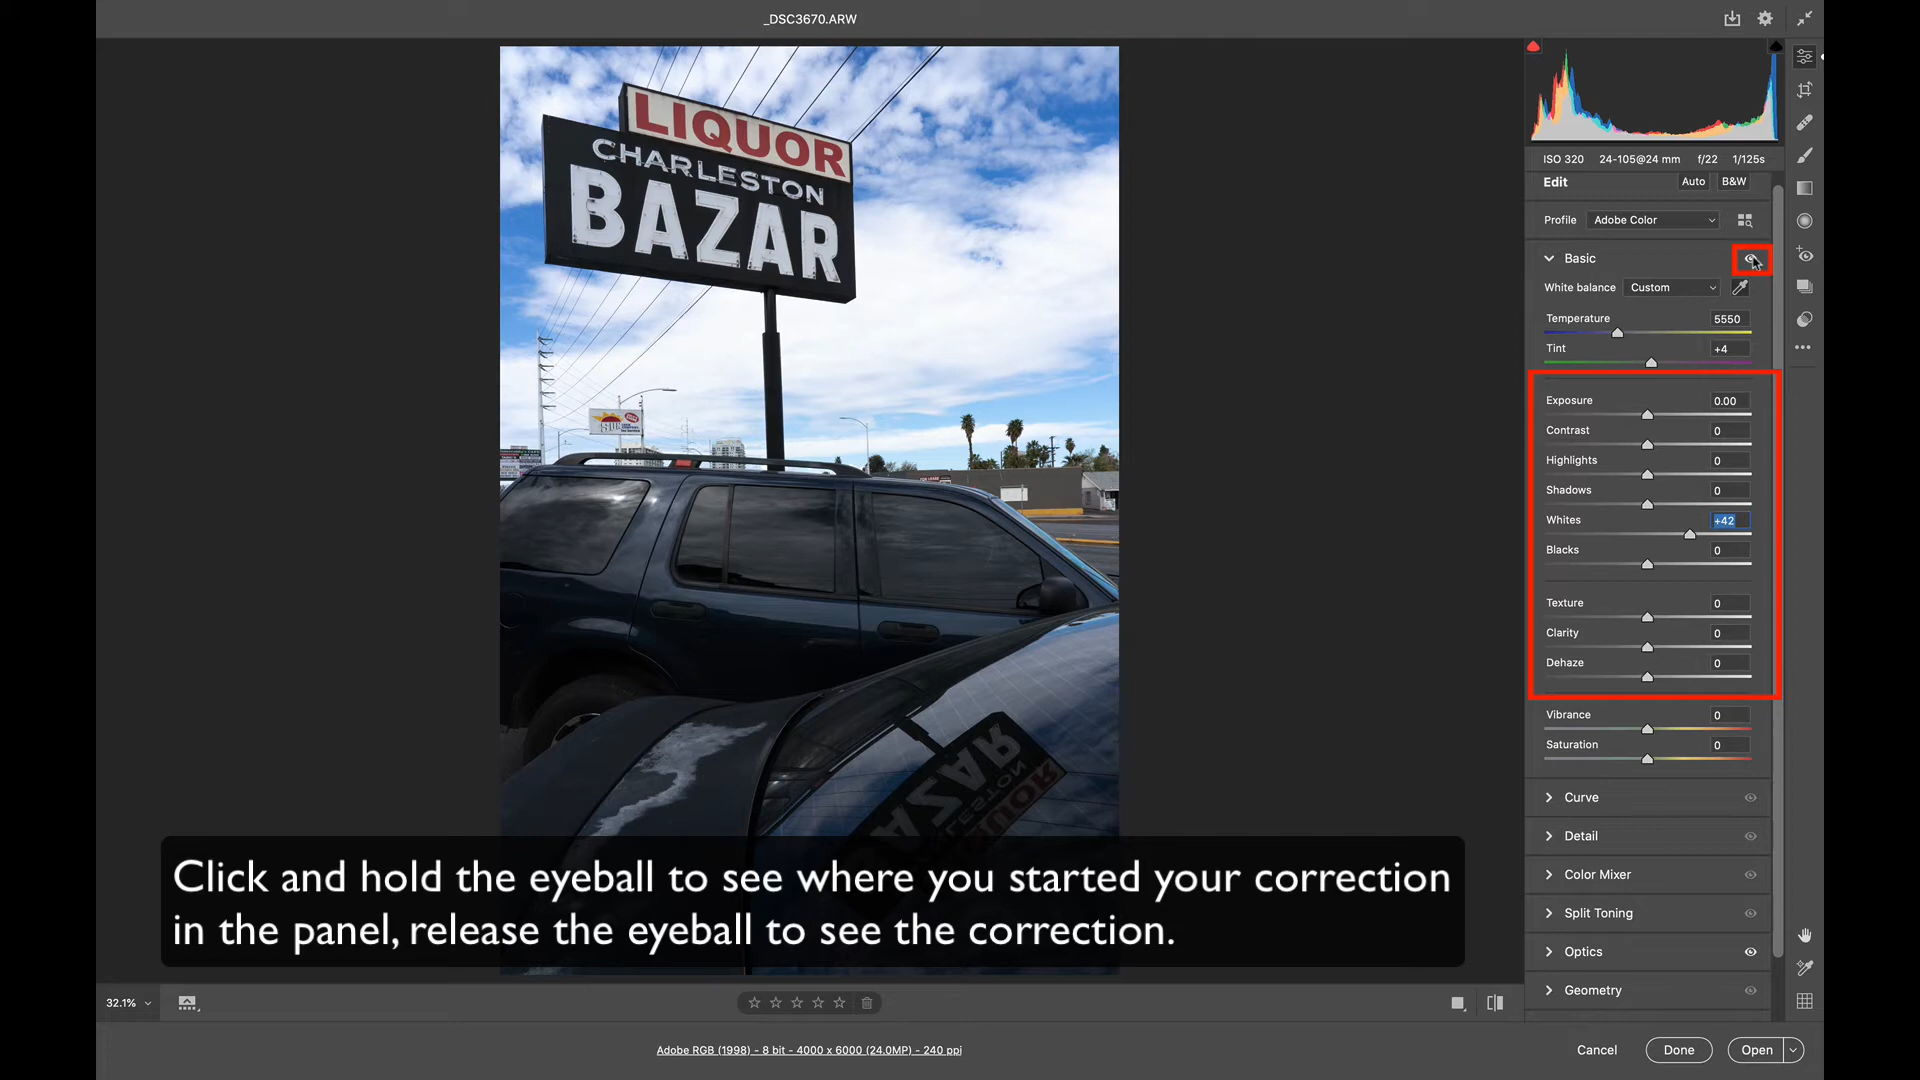 _DSC3670.ARW
LIQUOR
CHARLESTON
BAZAR
ISO 320 24-105@24 mm f/22 1/125s
Edit Auto B&W
Profile Adobe Color
Basic
White balance Custom
Temperature 5550
Tint +4
Exposure 0.00
Contrast 0
Highlights 0
Shadows 0
Whites +42
Blacks 0
Texture 0
Clarity 0
Dehaze 0
Vibrance 0
Saturation 0
Curve
Detail
Color Mixer
Split Toning
Optics
Geometry
BAZAR
LIQUOR
Click and hold the eyeball to see where you started your correction
in the panel, release the eyeball to see the correction.
32.1%
Adobe RGB (1998) - 8 bit - 4000 x 6000 (24.0MP) - 240 ppi
Cancel Done Open